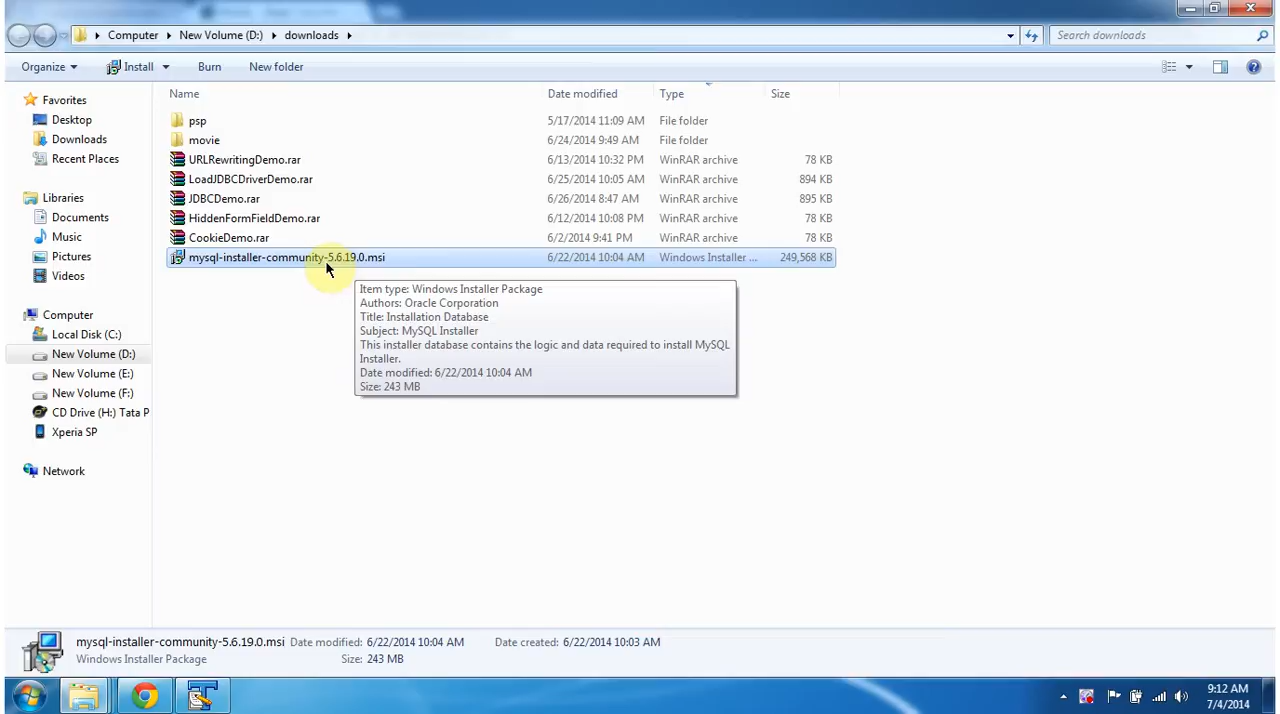 Computer New Volume (D:) downloads Search downloads
Organize Install Burn New folder
Name Date modified Type Size
Favorites
Desktop
Downloads
Recent Places
Libraries
Documents
Music
Pictures
Videos
Computer
Local Disk (C:)
New Volume (D:)
New Volume (E:)
New Volume (F:)
CD Drive (H:) Tata P
Xperia SP
Network
psp 5/17/2014 11:09 AM File folder
movie 6/24/2014 9:49 AM File folder
URLRewritingDemo.rar 6/13/2014 10:32 PM WinRAR archive 78 KB
LoadJDBCDriverDemo.rar 6/25/2014 10:05 AM WinRAR archive 894 KB
JDBCDemo.rar 6/26/2014 8:47 AM WinRAR archive 895 KB
HiddenFormFieldDemo.rar 6/12/2014 10:08 PM WinRAR archive 78 KB
CookieDemo.rar 6/2/2014 9:41 PM WinRAR archive 78 KB
mysql-installer-community-5.6.19.0.msi 6/22/2014 10:04 AM Windows Installer ... 249,568 KB
Item type: Windows Installer Package
Authors: Oracle Corporation
Title: Installation Database
Subject: MySQL Installer
This installer database contains the logic and data required to install MySQL
Installer.
Date modified: 6/22/2014 10:04 AM
Size: 243 MB
mysql-installer-community-5.6.19.0.msi Date modified: 6/22/2014 10:04 AM Date created: 6/22/2014 10:03 AM
Windows Installer Package Size: 243 MB
9:12 AM
7/4/2014